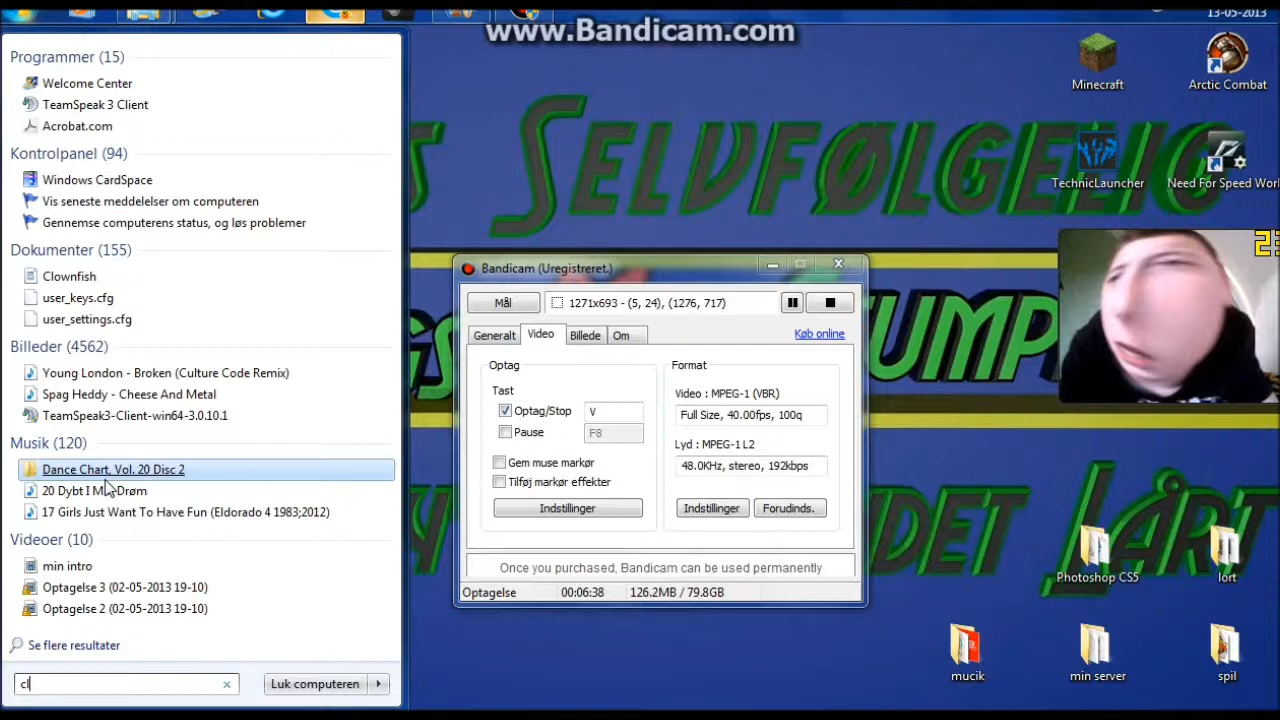 13-05-2013
www.Bandicam.com
Programmer (15)
Welcome Center
TeamSpeak 3 Client
Acrobat.com
Kontrolpanel (94)
Windows CardSpace
Vis seneste meddelelser om computeren
Gennemse computerens status, og løs problemer
Dokumenter (155)
Clownfish
user_keys.cfg
user_settings.cfg
Billeder (4562)
Young London - Broken (Culture Code Remix)
Spag Heddy - Cheese And Metal
TeamSpeak3-Client-win64-3.0.10.1
Musik (120)
Dance Chart, Vol. 20 Disc 2
20 Dybt I M Drøm
17 Girls Just Want To Have Fun (Eldorado 4 1983;2012)
Videoer (10)
min intro
Optagelse 3 (02-05-2013 19-10)
Optagelse 2 (02-05-2013 19-10)
Se flere resultater
cl
Luk computeren
Selvfølgelig
Bandicam (Uregistreret.)
Mål
1271x693 - (5, 24), (1276, 717)
Generalt Video Billede Om
Køb online
Optag
Tast
Optag/Stop V
Pause F8
Gem muse markør
Tilføj markør effekter
Indstillinger
Format
Video : MPEG-1 (VBR)
Full Size, 40.00fps, 100q
Lyd : MPEG-1 L2
48.0KHz, stereo, 192kbps
Indstillinger Forudinds.
Once you purchased, Bandicam can be used permanently
Optagelse 00:06:38 126.2MB / 79.8GB
Minecraft
Arctic Combat
TechnicLauncher
Need For Speed Worl
Photoshop CS5
lort
mucik
min server
spil